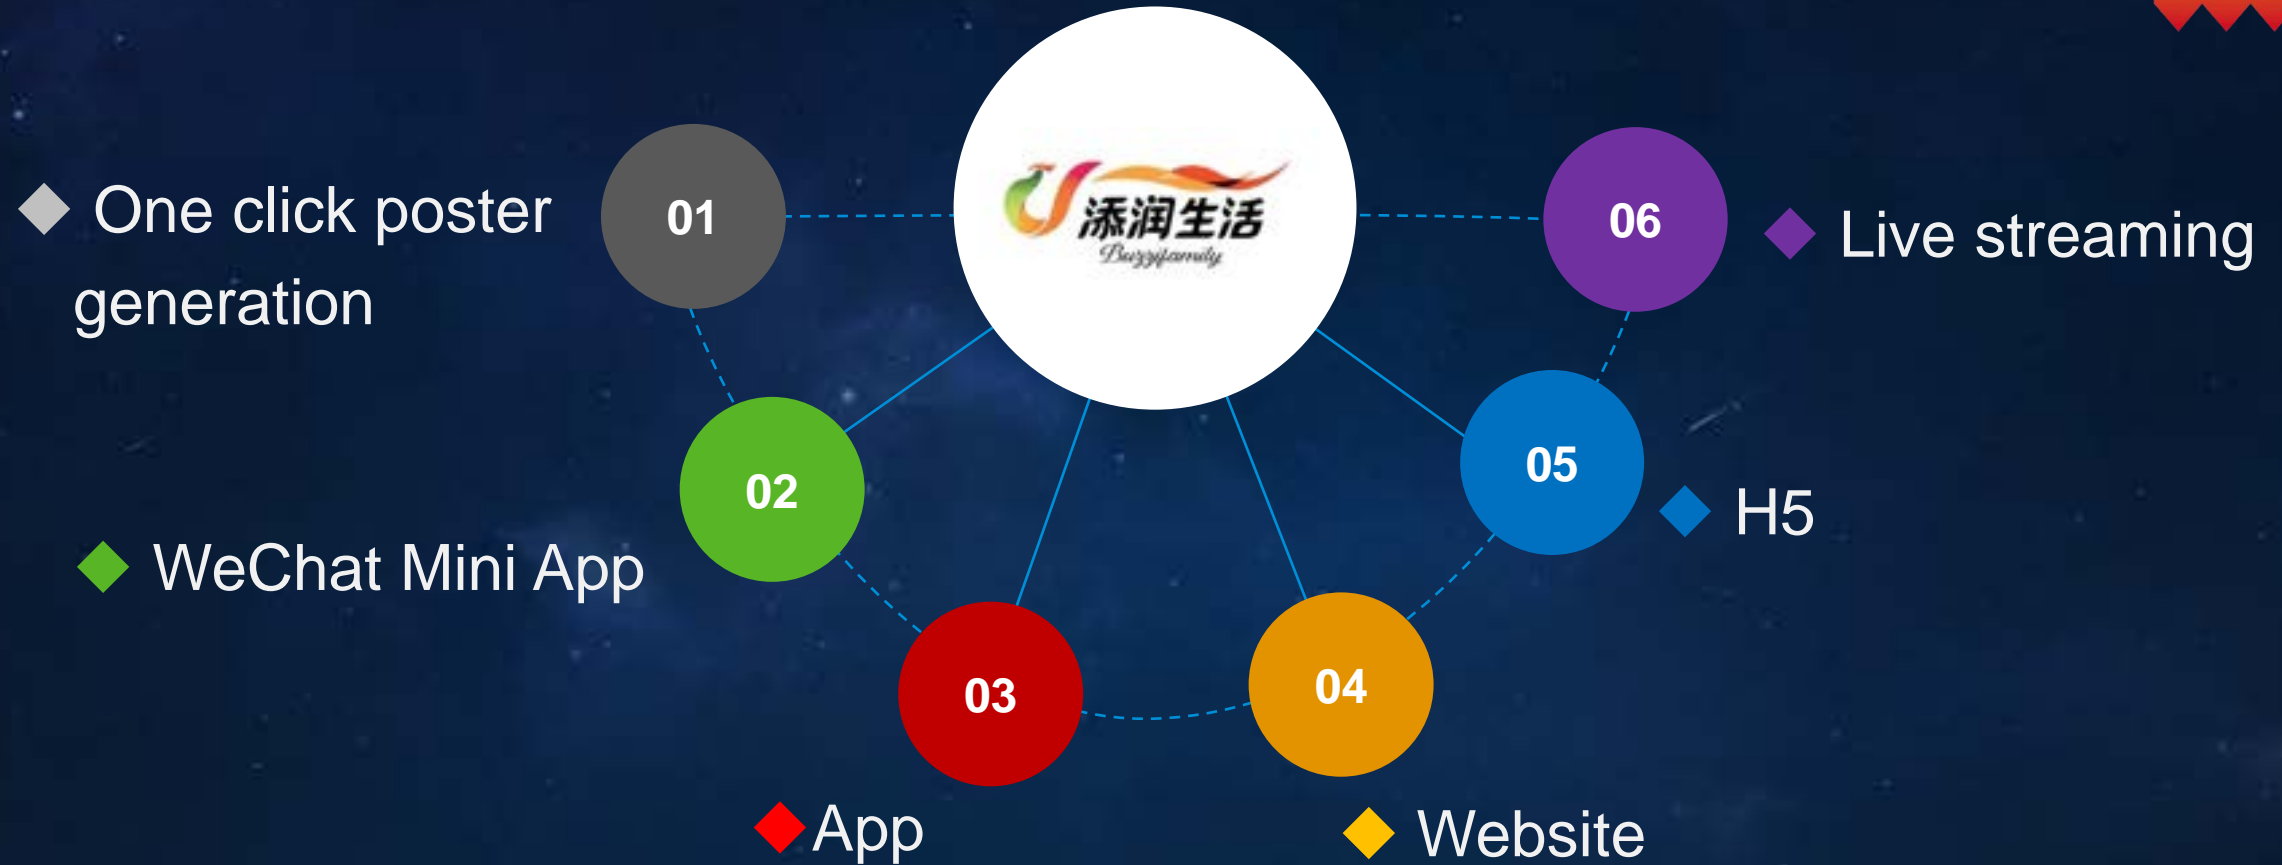 One click poster
generation
01
添润生活
Buzzifamily
06
Live streaming
02
WeChat Mini App
05
H5
03
App
04
Website